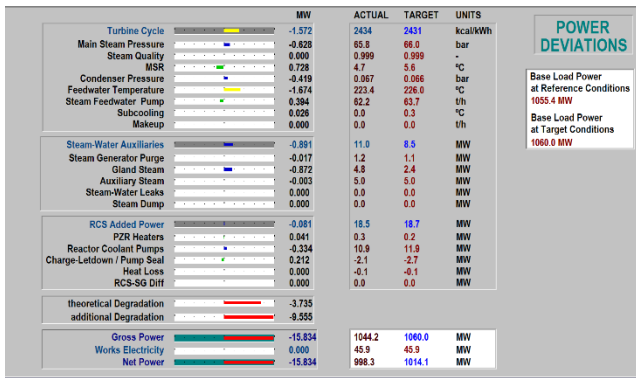 MW ACTUAL TARGET UNITS
Turbine Cycle -1.572 2434 2431 kcal/kWh
Main Steam Pressure -0.628 65.8 66.0 bar
Steam Quality 0.000 0.999 0.999 -
MSR 0.728 4.7 5.6 ºC
Condenser Pressure -0.419 0.067 0.066 bar
Feedwater Temperature -1.674 223.4 226.0 ºC
Steam Feedwater Pump 0.394 62.2 63.7 t/h
Subcooling 0.026 0.0 0.3 ºC
Makeup 0.000 0.0 0.0 t/h
Steam-Water Auxiliaries -0.891 11.0 8.5 MW
Steam Generator Purge -0.017 1.2 1.1 MW
Gland Steam -0.872 4.8 2.4 MW
Auxiliary Steam -0.003 5.0 5.0 MW
Steam-Water Leaks 0.000 0.0 0.0 MW
Steam Dump 0.000 0.0 0.0 MW
RCS Added Power -0.081 18.5 18.7 MW
PZR Heaters 0.041 0.3 0.2 MW
Reactor Coolant Pumps -0.334 10.9 11.9 MW
Charge-Letdown / Pump Seal 0.212 -2.1 -2.7 MW
Heat Loss 0.000 -0.1 -0.1 MW
RCS-SG Diff 0.000 0.0 0.0 MW
theoretical Degradation -3.735
additional Degradation -9.555
Gross Power -15.834 1044.2 1060.0 MW
Works Electricity 0.000 45.9 45.9 MW
Net Power -15.834 998.3 1014.1 MW
POWER
DEVIATIONS
Base Load Power
at Reference Conditions
1055.4 MW
Base Load Power
at Target Conditions
1060.0 MW